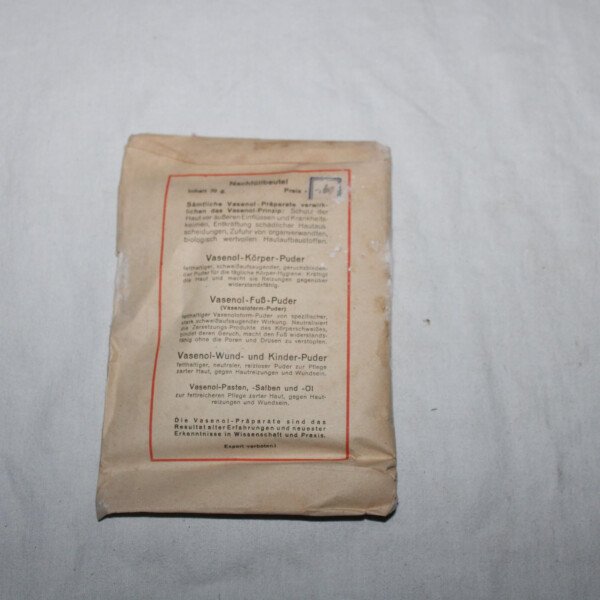 Nachfüllbeutel
Inhalt Nr 4. Preis -.60
Sämtliche Vasenol-Präparate verwirk-
lichen das Vasenol-Prinzip: Schutz der
Haut vor äußeren Einflüssen und Krankheits-
keimen, Entkräftung schädlicher Hautaus
scheidungen, Zufuhr von organverwandten,
biologisch wertvollen Hautaufbaustoffen.
Vasenol-Körper-Puder
fetthaltiger, schweißaufsaugender, geruchsbinden-
der Puder für die tägliche Körper-Hygiene. Kräftigt
die Haut und macht sie Reizungen gegenüber
widerstandsfähig.
Vasenol-Fuß-Puder
(Vasenoloform-Puder)
fetthaltiger Vasenoloform-Puder von spezifischer,
stark schweißaufsaugender Wirkung. Neutralisiert
die Zersetzungs-Produkte des Körperschweißes,
bindet deren Geruch, macht den Fuß widerstands-
fähig ohne die Poren und Drüsen zu verstopfen.
Vasenol-Wund- und Kinder-Puder
fetthaltiger, neutraler, reizloser Puder zur Pflege
zarter Haut, gegen Hautreizungen und Wundsein.
Vasenol-Pasten, -Salben und -Öl
zur fettreicheren Pflege zarter Haut, gegen Haut-
reizungen und Wundsein.
Die Vasenol-Präparate sind das
Resultat alter Erfahrungen und neuester
Erkenntnisse in Wissenschaft und Praxis.
Export verboten.